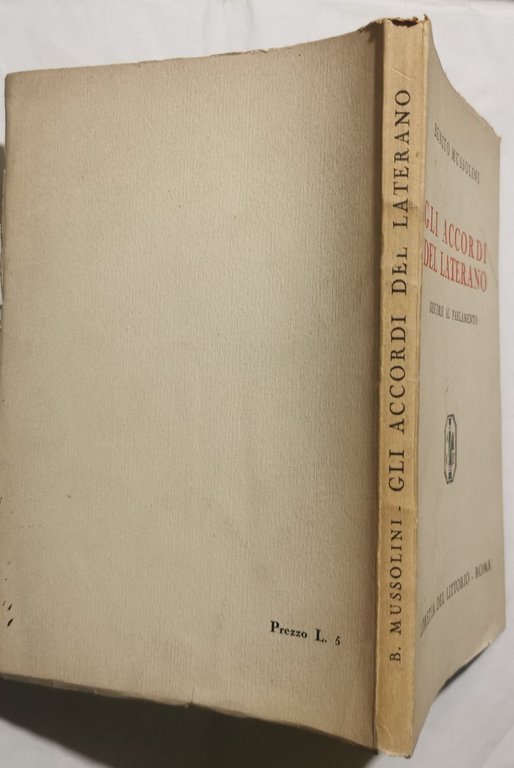 Prezzo L. 5
B. MUSSOLINI - GLI ACCORDI DEL LATERANO
BENITO MUSSOLINI
GLI ACCORDI
DEL LATERANO
AL PARLAMENTO
LIBRERIA DEL LITTORIO - ROMA